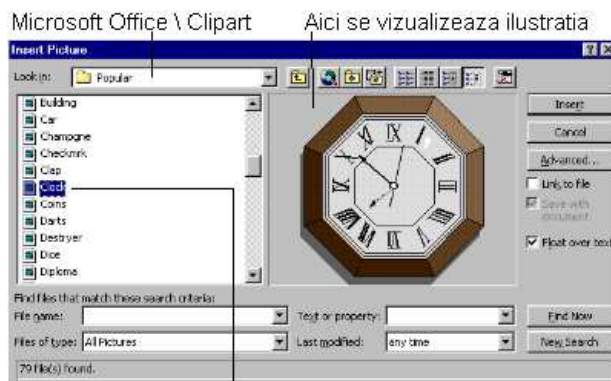 Microsoft Office \ Clipart Aici se vizualizeaza ilustratia
Insert Picture
Look in: Popular
Building
Car
Champgne
Checkmrk
Clap
Clock
Coins
Darts
Destryer
Dice
Diploma
Insert
Cancel
Advanced...
Link to file
Save with document
Float over text
Find files that match these search criteria:
File name: Text or property: Find Now
Files of type: All Pictures Last modified: any time New Search
79 file(s) found.